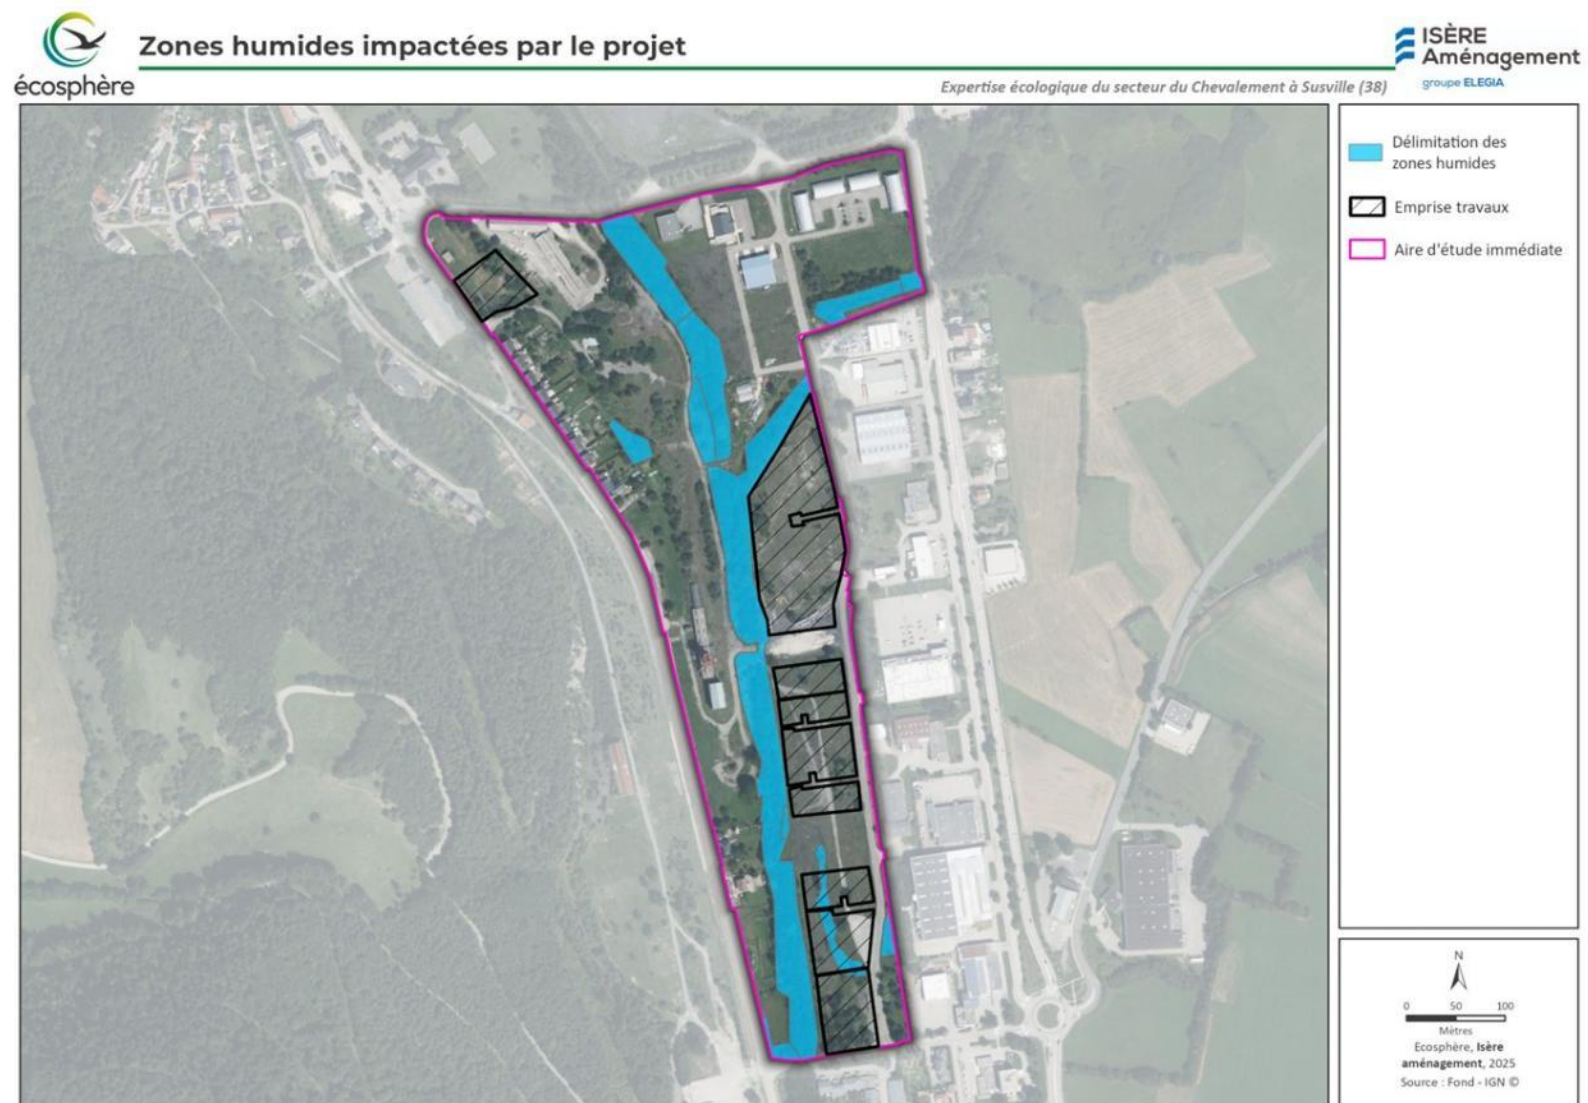 Zones humides impactées par le projet
écosphère
ISÈRE
Aménagement
groupe ELEGIA
Expertise écologique du secteur du Chevalement à Susville (38)
Délimitation des
zones humides
Emprise travaux
Aire d'étude immédiate
N
0 50 100
Mètres
Ecosphère, Isère
aménagement, 2025
Source : Fond - IGN ©